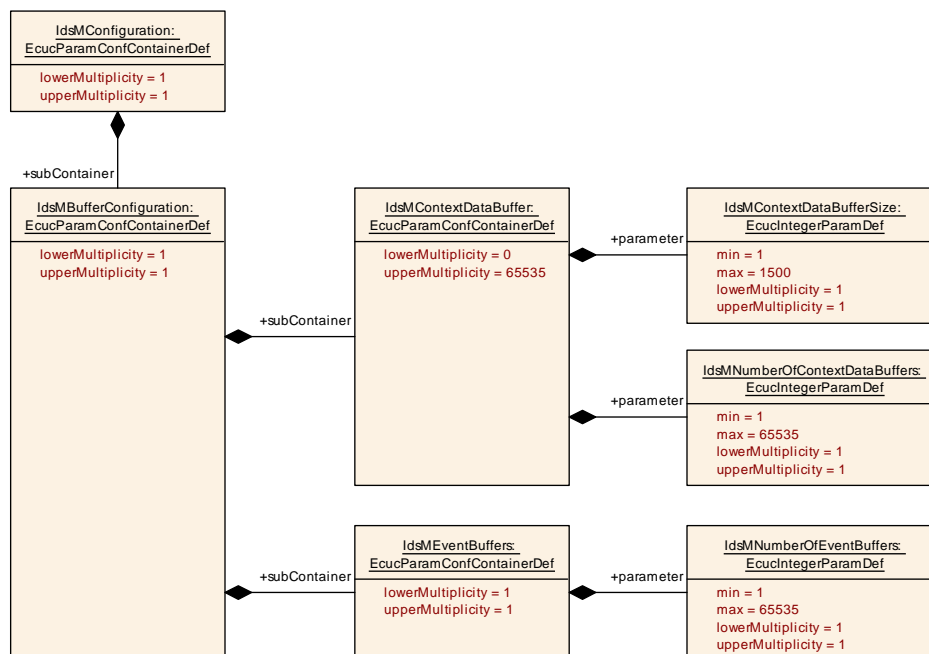 IdsMConfiguration:
EcucParamConfContainerDef
lowerMultiplicity = 1
upperMultiplicity = 1
+subContainer
IdsMBufferConfiguration:
EcucParamConfContainerDef
lowerMultiplicity = 1
upperMultiplicity = 1
IdsMContextDataBuffer:
EcucParamConfContainerDef
lowerMultiplicity = 0
upperMultiplicity = 65535
+parameter
IdsMContextDataBufferSize:
EcucIntegerParamDef
min = 1
max = 1500
lowerMultiplicity = 1
upperMultiplicity = 1
+subContainer
+parameter
IdsMNumberOfContextDataBuffers:
EcucIntegerParamDef
min = 1
max = 65535
lowerMultiplicity = 1
upperMultiplicity = 1
+subContainer
IdsMEventBuffers:
EcucParamConfContainerDef
lowerMultiplicity = 1
upperMultiplicity = 1
+parameter
IdsMNumberOfEventBuffers:
EcucIntegerParamDef
min = 1
max = 65535
lowerMultiplicity = 1
upperMultiplicity = 1